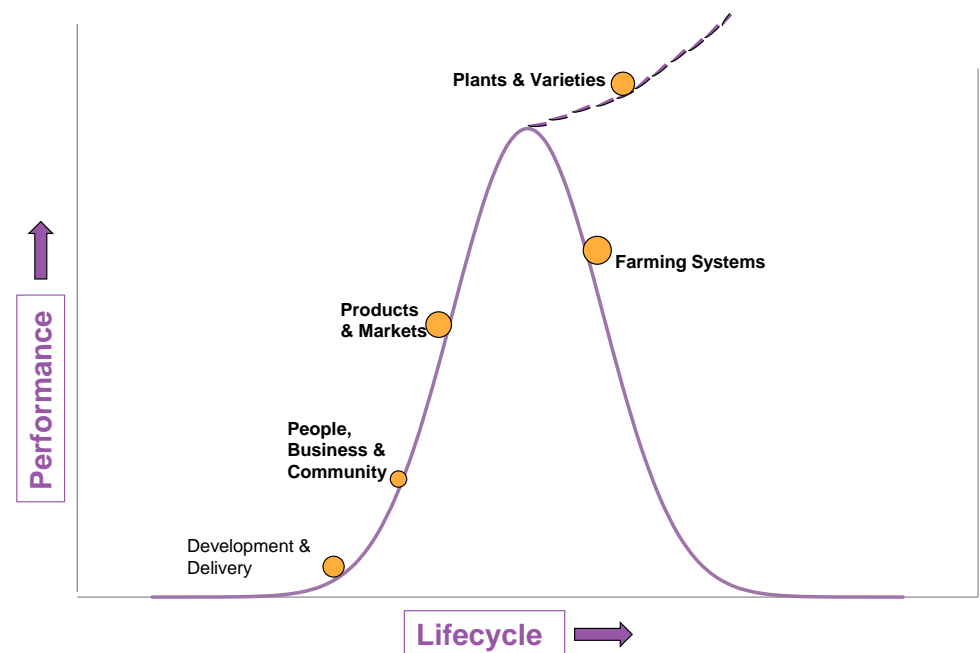 Plants & Varieties
Farming Systems
Products
& Markets
People,
Business &
Community
Development &
Delivery
Performance
Lifecycle